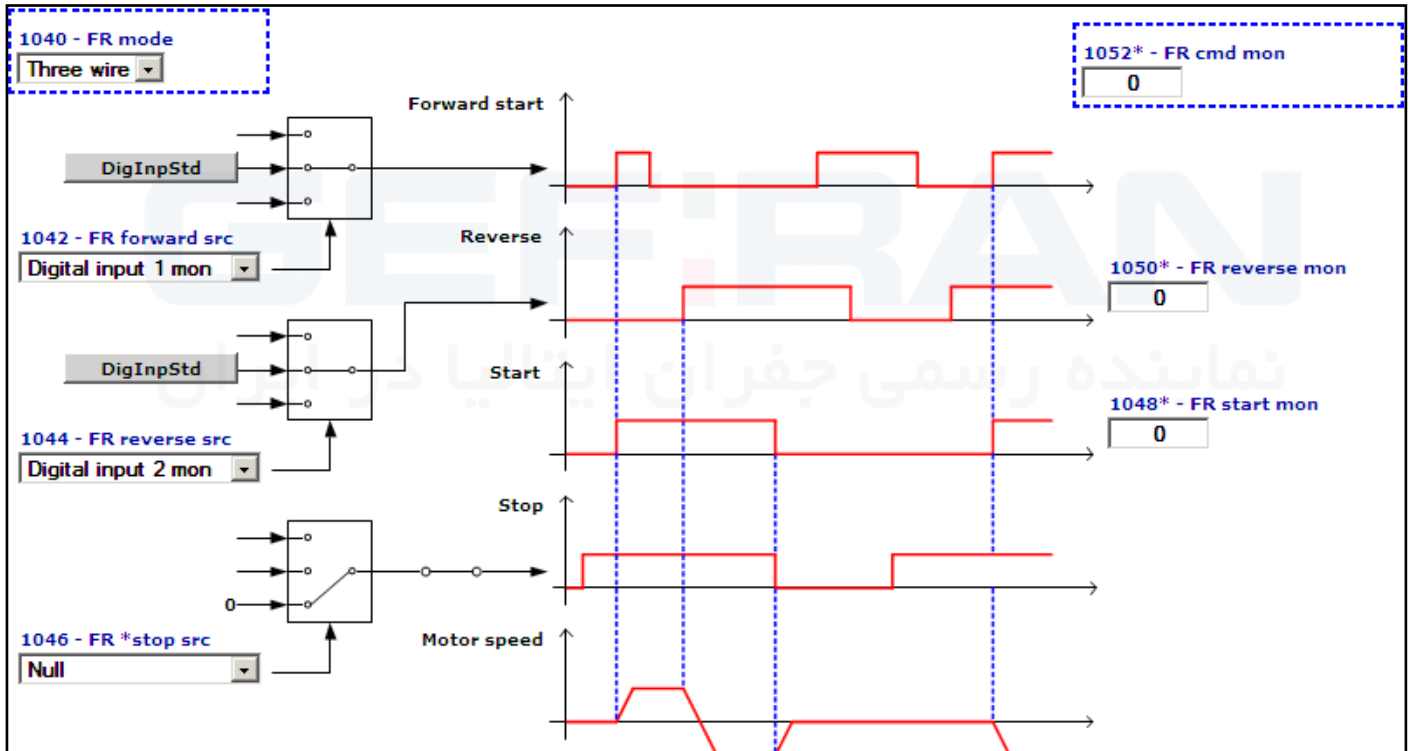 1040 - FR mode
Three wire
1052* - FR cmd mon
0
Forward start
DigInpStd
1042 - FR forward src
Digital input 1 mon
Reverse
1050* - FR reverse mon
0
DigInpStd
Start
1044 - FR reverse src
Digital input 2 mon
1048* - FR start mon
0
Stop
0
1046 - FR *stop src
Null
Motor speed
GEFRAN
نماینده رسمی جفران ایتالیا در ایران